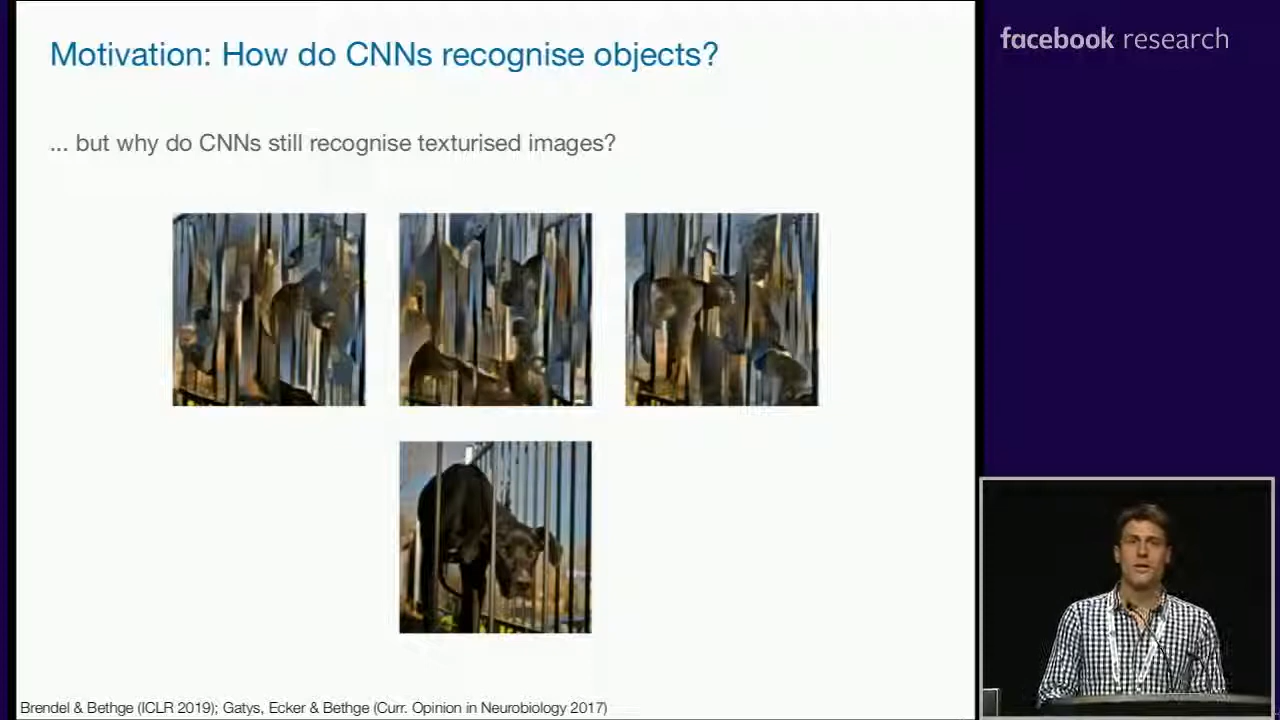 Motivation: How do CNNs recognise objects?
facebook research
... but why do CNNs still recognise texturised images?
Brendel & Bethge (ICLR 2019); Gatys, Ecker & Bethge (Curr. Opinion in Neurobiology 2017)